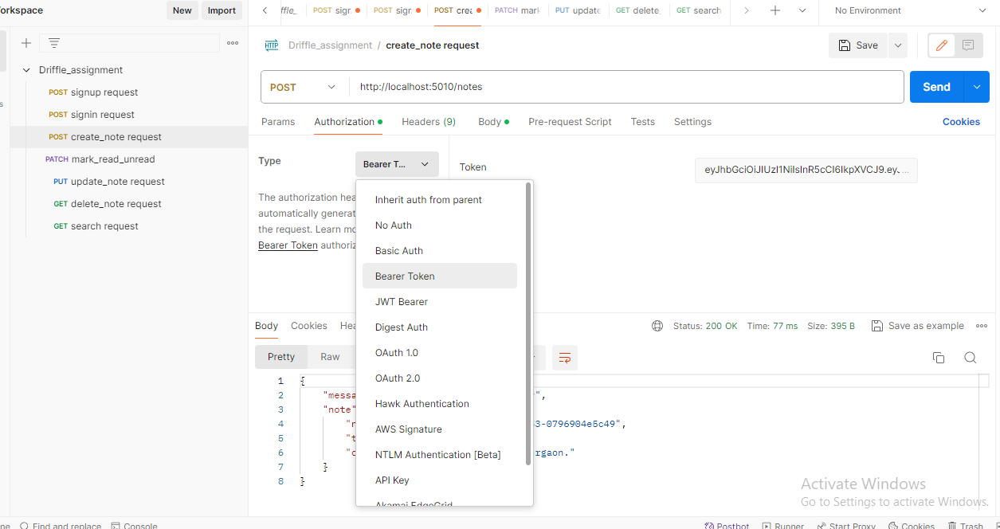 orkspace
New Import
ffle_ POST sign POST sign POST crea PATCH mark PUT update GET delete_ GET search No Environment
Driffle_assignment / create_note request
Save
Driffle_assignment
POST signup request
POST signin request
POST create_note request
PATCH mark_read_unread
PUT update_note request
GET delete_note request
GET search request
POST http://localhost:5010/notes Send
Params Authorization Headers (9) Body Pre-request Script Tests Settings Cookies
Type Bearer T... Token
The authorization hea
automatically generat
the request. Learn mo
Bearer Token authoriz
Inherit auth from parent
No Auth
Basic Auth
Bearer Token
JWT Bearer
Digest Auth
OAuth 1.0
OAuth 2.0
Hawk Authentication
AWS Signature
NTLM Authentication [Beta]
API Key
Akamai EdgeGrid
Body Cookies Hea Status: 200 OK Time: 77 ms Size: 395 B Save as example
Pretty Raw
1 {
2 "messa ",
3 "note"
4 "n 3-0796904e5c49",
5 "t
6 "c rgaon."
7 }
8 }
Activate Windows
Go to Settings to activate Windows.
ne Find and replace Console Postbot Runner Start Proxy Cookies Trash